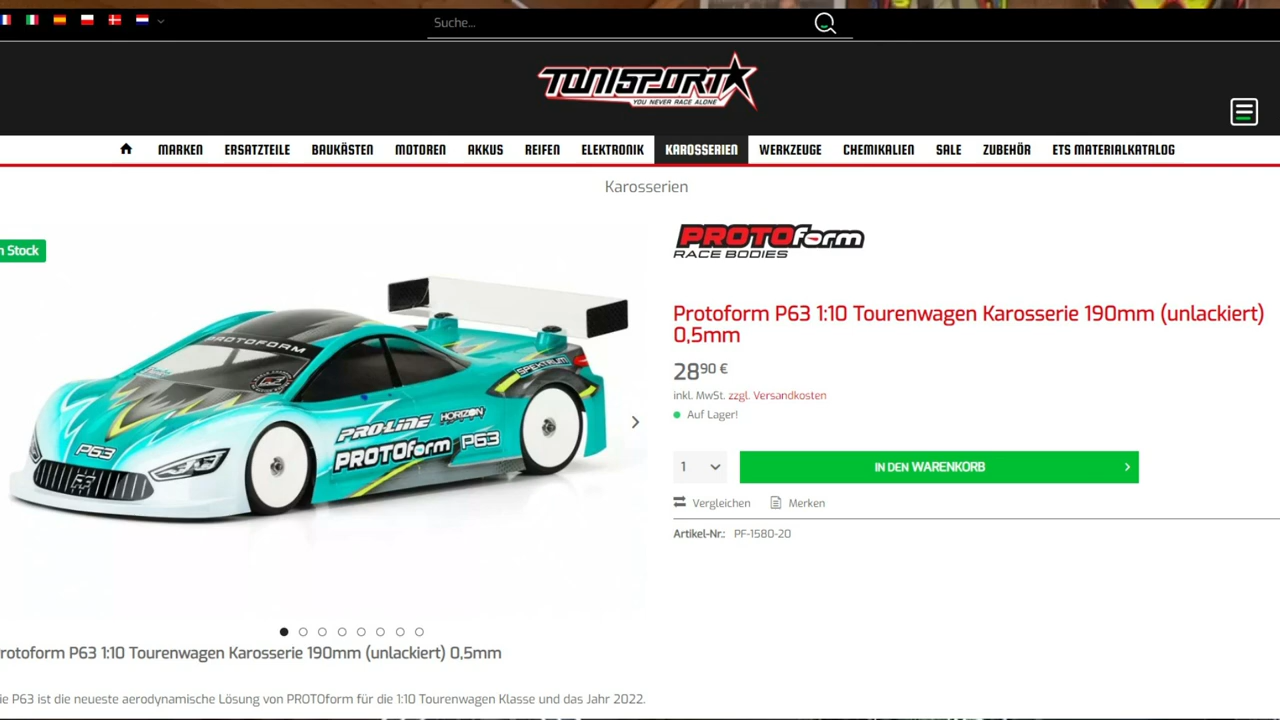 Suche...
TONISPORT
YOU NEVER RACE ALONE
MARKEN ERSATZTEILE BAUKÄSTEN MOTOREN AKKUS REIFEN ELEKTRONIK KAROSSERIEN WERKZEUGE CHEMIKALIEN SALE ZUBEHÖR ETS MATERIALKATALOG
Karosserien
n Stock
PROTOform
RACE BODIES
Protoform P63 1:10 Tourenwagen Karosserie 190mm (unlackiert)
0,5mm
28⁹⁰ €
inkl. MwSt. zzgl. Versandkosten
Auf Lager!
1
IN DEN WARENKORB
Vergleichen Merken
Artikel-Nr.: PF-1580-20
PROTOFORM
SPEKTRUM
PRO-LINE HORIZON
PROTOform P63
P63
rotoform P63 1:10 Tourenwagen Karosserie 190mm (unlackiert) 0,5mm
ie P63 ist die neueste aerodynamische Lösung von PROTOform für die 1:10 Tourenwagen Klasse und das Jahr 2022.